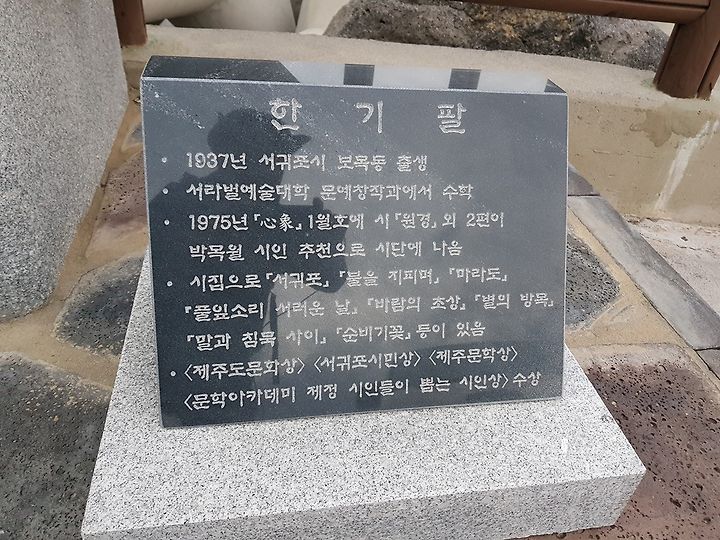 한 기 팔
• 1937년 서귀포시 보목동 출생
• 서라벌예술대학 문예창작과에서 수학
• 1975년「心象」1월호에 시「원경」외 2편이
박목월 시인 추천으로 시단에 나옴
• 시집으로「서귀포」,「불을 지피며」,「마라도」
「풀잎소리 서러운 날」,「바람의 초상」,「별의 방목」
「말과 침묵 사이」,「순비기꽃」등이 있음
• 〈제주도문화상〉〈서귀포시민상〉〈제주문학상〉
〈문학아카데미 제정 시인들이 뽑는 시인상〉수상